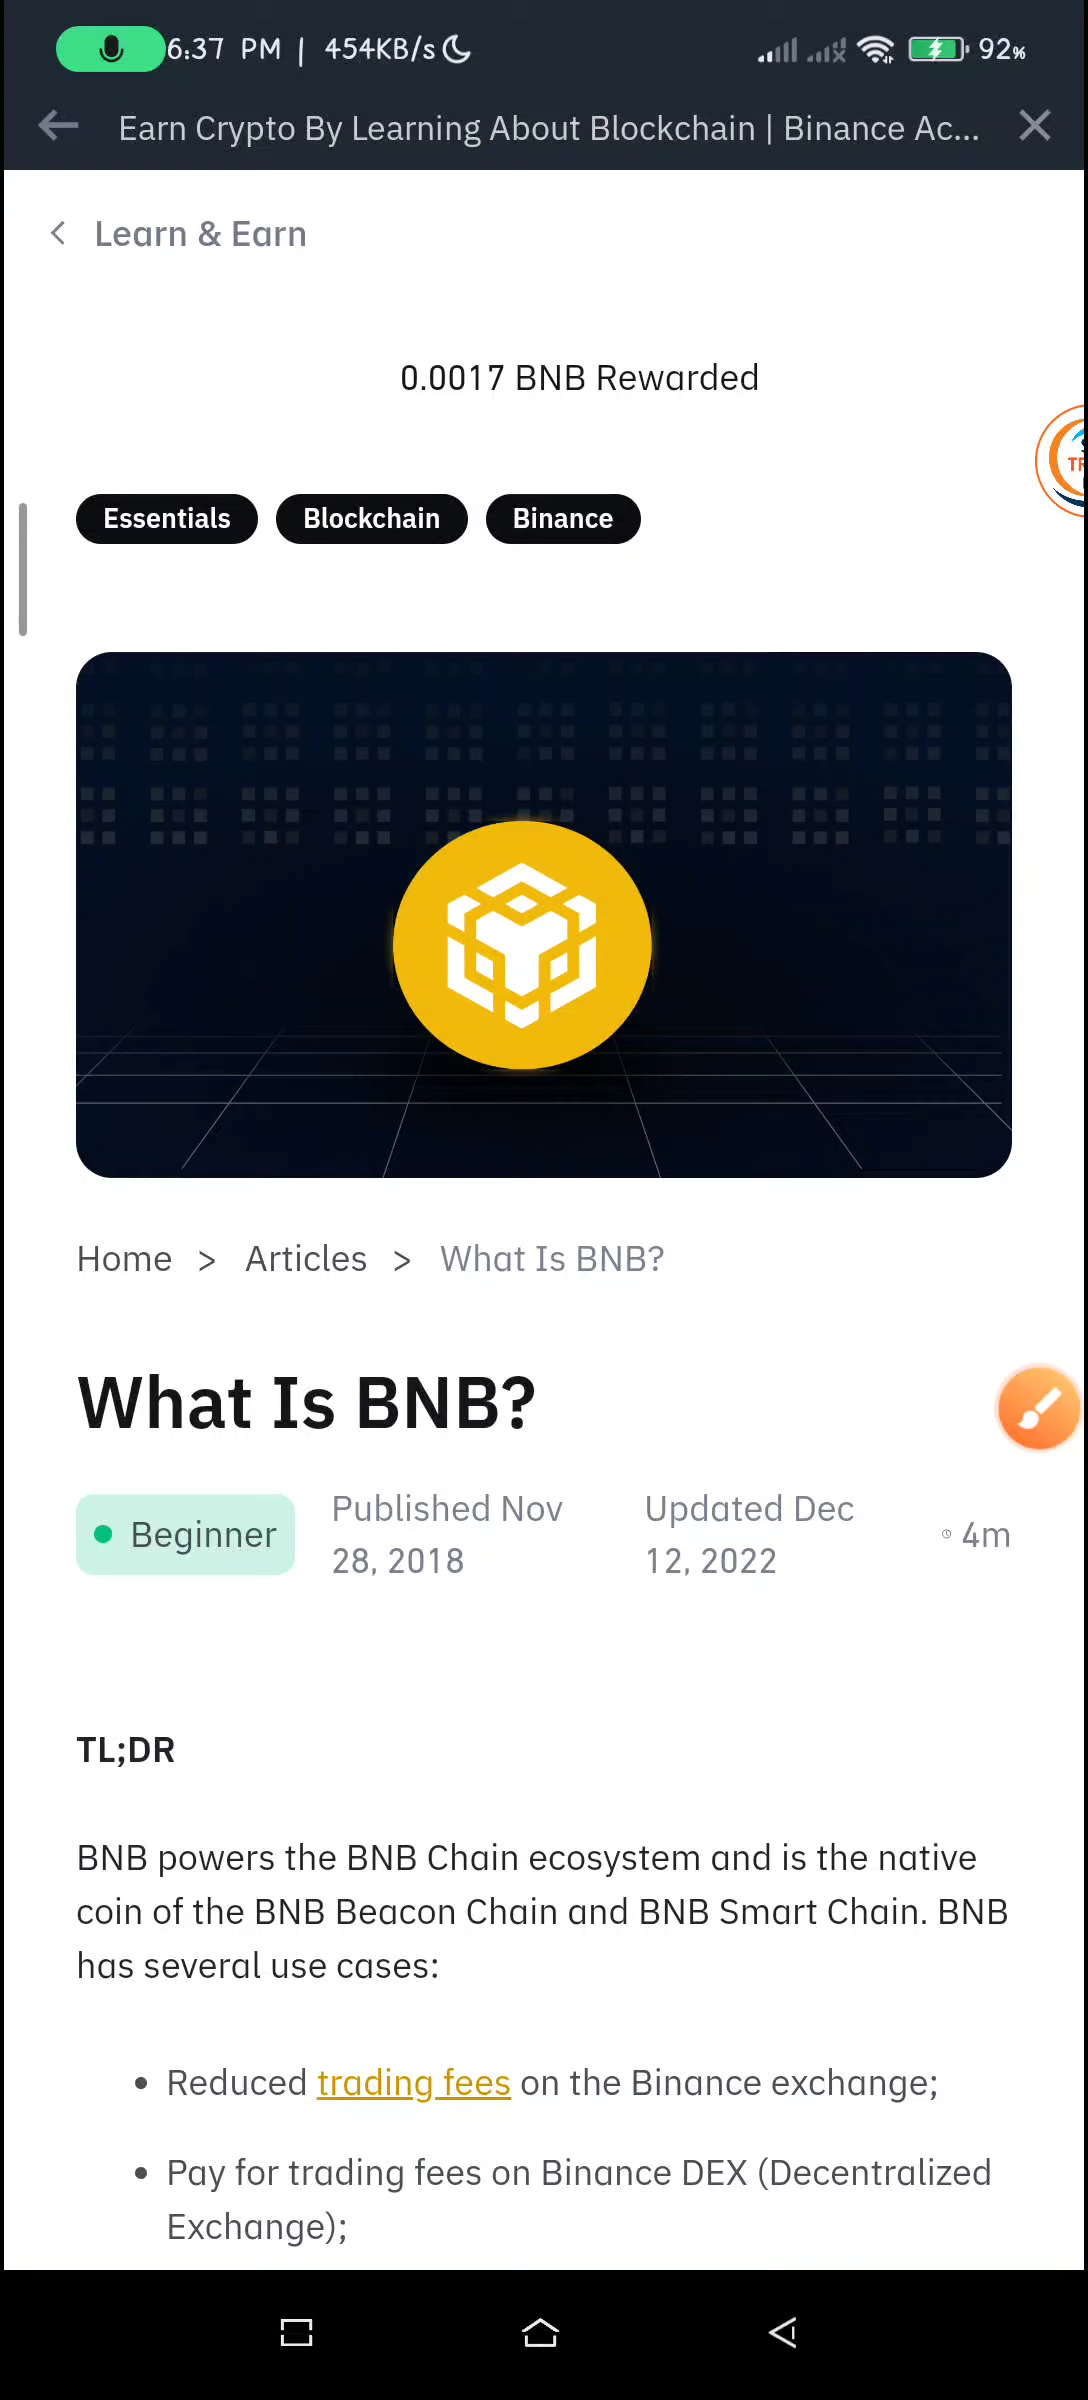 6:37 PM | 454KB/s
92%
Earn Crypto By Learning About Blockchain | Binance Ac...
Learn & Earn
0.0017 BNB Rewarded
TR
Essentials Blockchain Binance
Home > Articles > What Is BNB?
What Is BNB?
Beginner
Published Nov
28, 2018
Updated Dec
12, 2022
4m
TL;DR
BNB powers the BNB Chain ecosystem and is the native
coin of the BNB Beacon Chain and BNB Smart Chain. BNB
has several use cases:
• Reduced trading fees on the Binance exchange;
• Pay for trading fees on Binance DEX (Decentralized
Exchange);